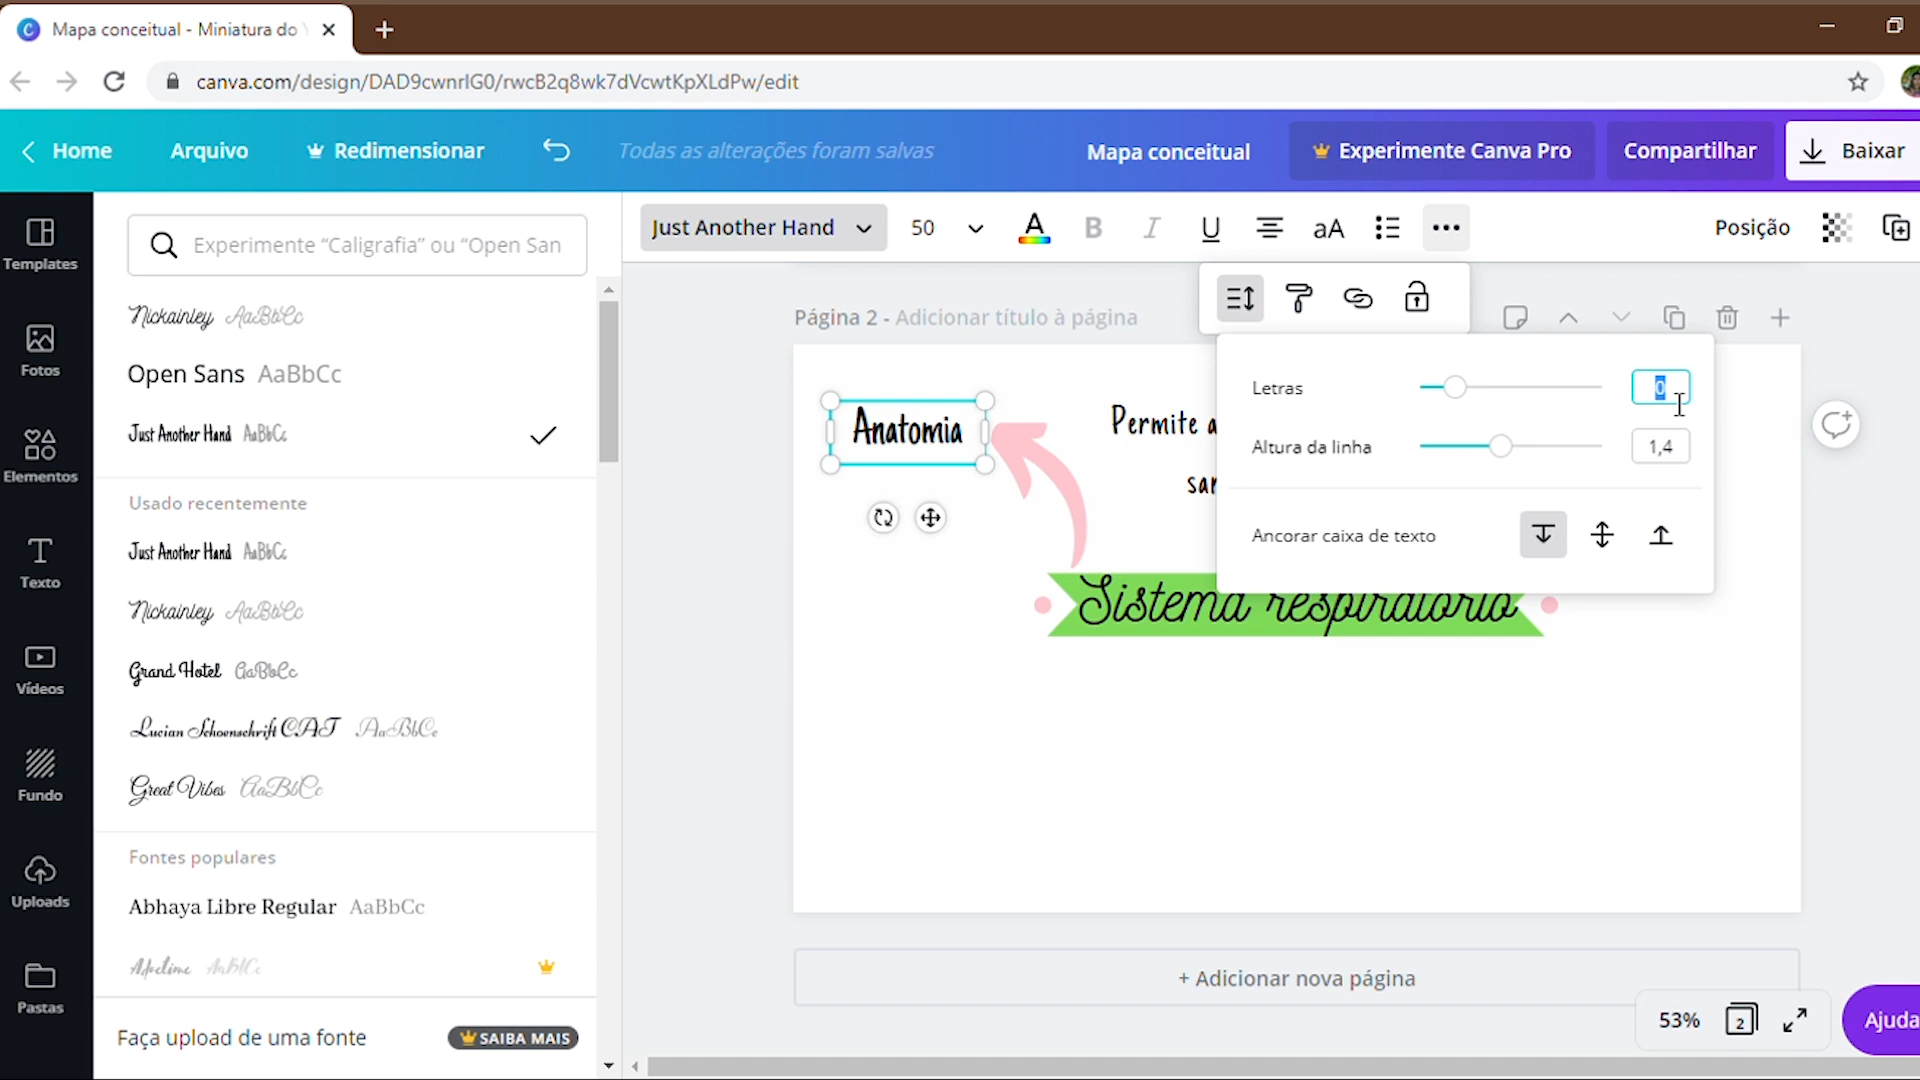 Mapa conceitual - Miniatura do
canva.com/design/DAD9cwnrlG0/rwcB2q8wk7dVcwtKpXLdPw/edit
Home
Arquivo
Redimensionar
Todas as alterações foram salvas
Mapa conceitual
Experimente Canva Pro
Compartilhar
Baixar
Templates
Fotos
Elementos
Texto
Vídeos
Fundo
Uploads
Pastas
Experimente “Caligrafia” ou “Open San
Nickainley AaBbCc
Open Sans AaBbCc
Just Another Hand AaBbCc
Usado recentemente
Just Another Hand AaBbCc
Nickainley AaBbCc
Grand Hotel AaBbCc
Lucian Schoenschrift CAT AaBbCc
Great Vibes AaBbCc
Fontes populares
Abhaya Libre Regular AaBbCc
AaBbCc
Faça upload de uma fonte
SAIBA MAIS
Just Another Hand
50
A
B
I
U
aA
Posição
Página 2 - Adicionar título à página
Letras
0
Altura da linha
1,4
Ancorar caixa de texto
Anatomia
Permite a
san
Sistema respiratório
+ Adicionar nova página
53%
2
Ajuda